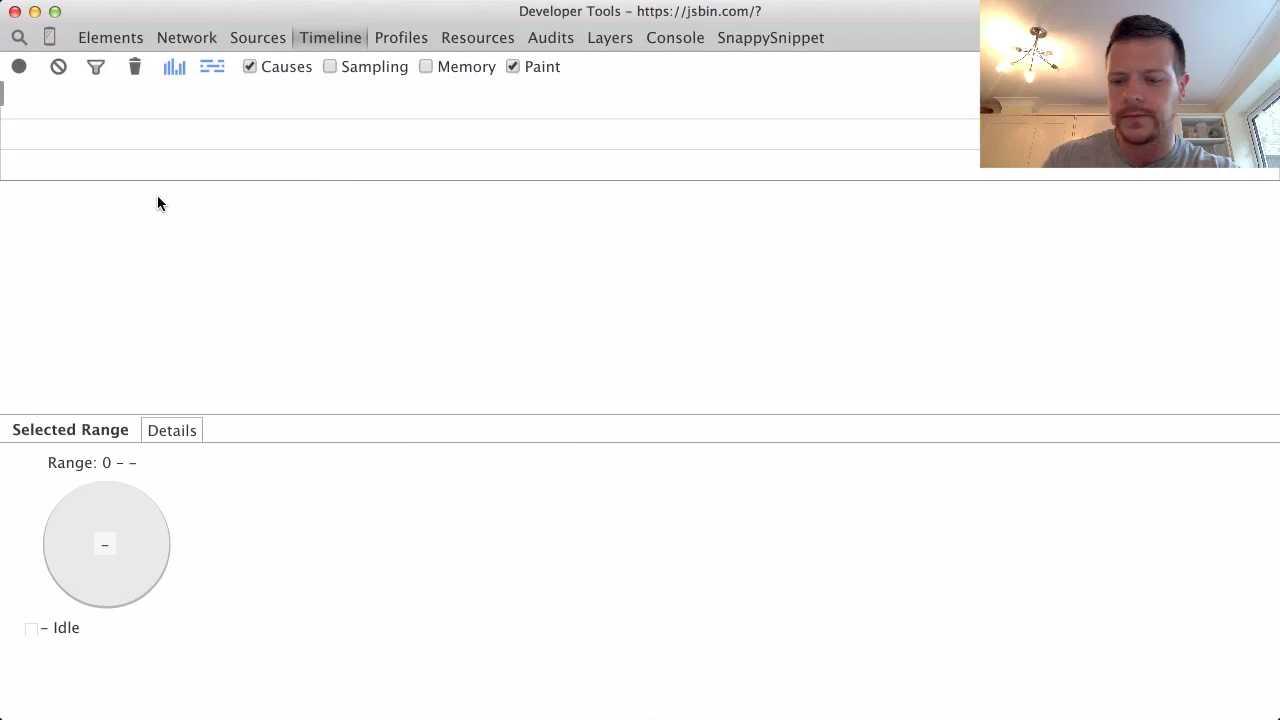 Developer Tools - https://jsbin.com/?
Elements Network Sources Timeline Profiles Resources Audits Layers Console SnappySnippet
Causes Sampling Memory Paint
Selected Range Details
Range: 0 – –
–
– Idle